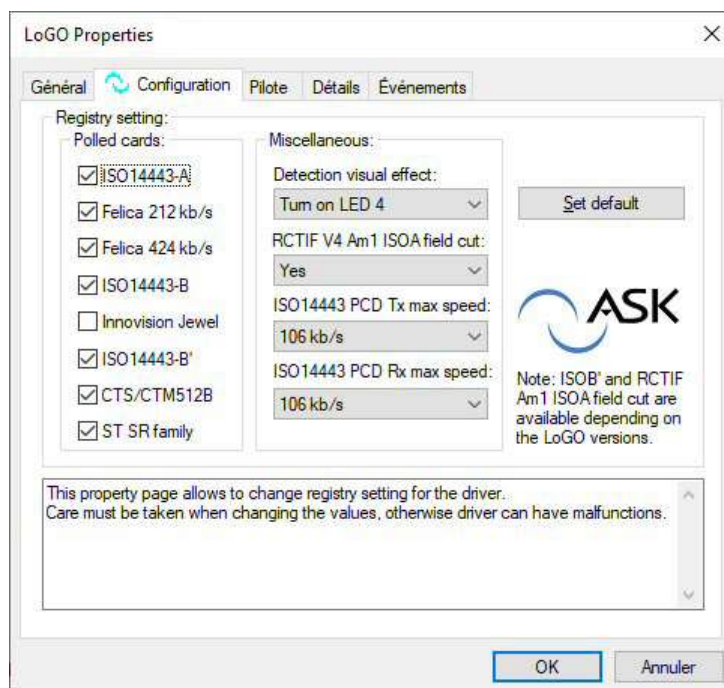 LoGO Properties
Général
Configuration
Pilote
Détails
Événements
Registry setting:
Polled cards:
ISO14443-A
Felica 212 kb/s
Felica 424 kb/s
ISO14443-B
Innovision Jewel
ISO14443-B'
CTS/CTM512B
ST SR family
Miscellaneous:
Detection visual effect:
Turn on LED 4
RCTIF V4 Am1 ISOA field cut:
Yes
ISO14443 PCD Tx max speed:
106 kb/s
ISO14443 PCD Rx max speed:
106 kb/s
Set default
ASK
Note: ISOB' and RCTIF
Am1 ISOA field cut are
available depending on
the LoGO versions.
This property page allows to change registry setting for the driver.
Care must be taken when changing the values, otherwise driver can have malfunctions.
OK
Annuler